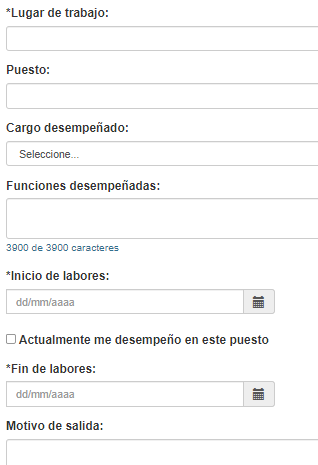 *Lugar de trabajo:
Puesto:
Cargo desempeñado:
Seleccione...
Funciones desempeñadas:
3900 de 3900 caracteres
*Inicio de labores:
dd/mm/aaaa
Actualmente me desempeño en este puesto
*Fin de labores:
dd/mm/aaaa
Motivo de salida: